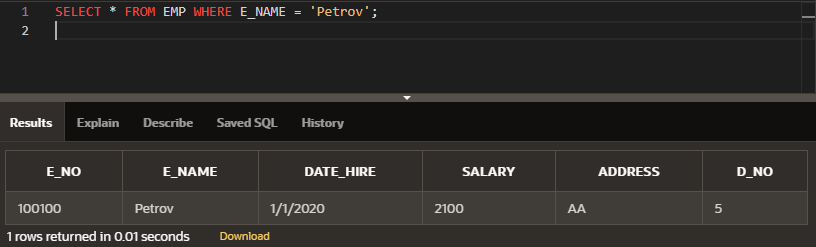 1 SELECT * FROM EMP WHERE E_NAME = 'Petrov';
2
Results Explain Describe Saved SQL History
E_NO E_NAME DATE_HIRE SALARY ADDRESS D_NO
100100 Petrov 1/1/2020 2100 AA 5
1 rows returned in 0.01 seconds Download